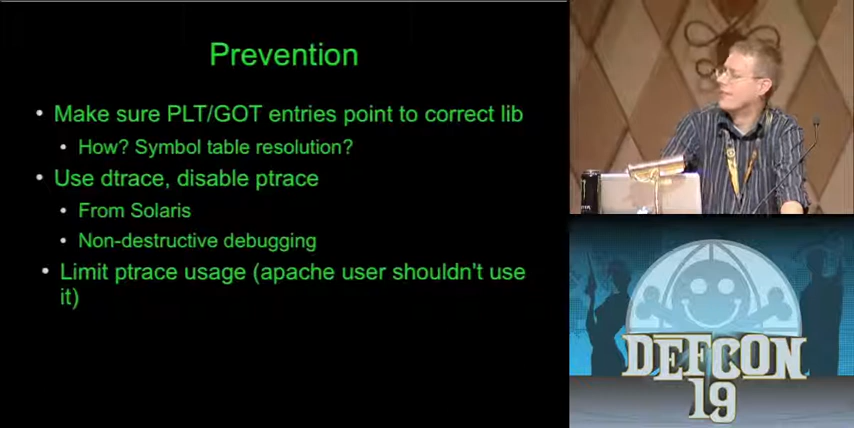 Prevention
Make sure PLT/GOT entries point to correct lib
How? Symbol table resolution?
Use dtrace, disable ptrace
From Solaris
Non-destructive debugging
Limit ptrace usage (apache user shouldn't use
it)
DEFCON
19